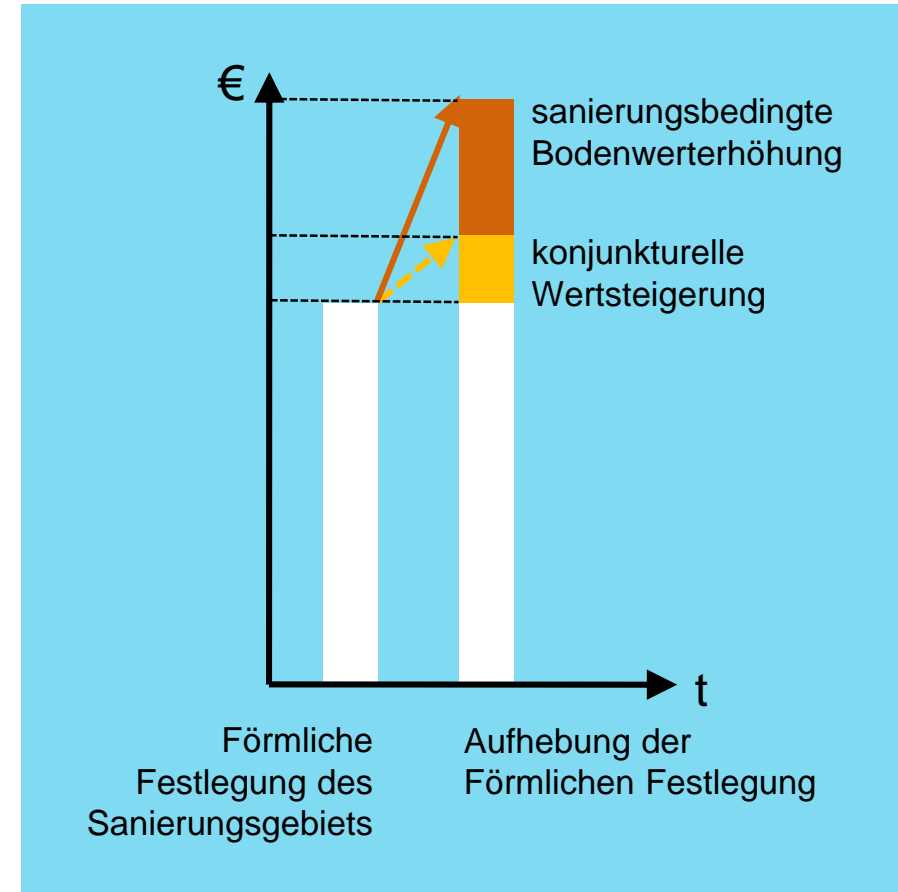 €
sanierungsbedingte
Bodenwerterhöhung
konjunkturelle
Wertsteigerung
t
Förmliche
Festlegung des
Sanierungsgebiets
Aufhebung der
Förmlichen Festlegung